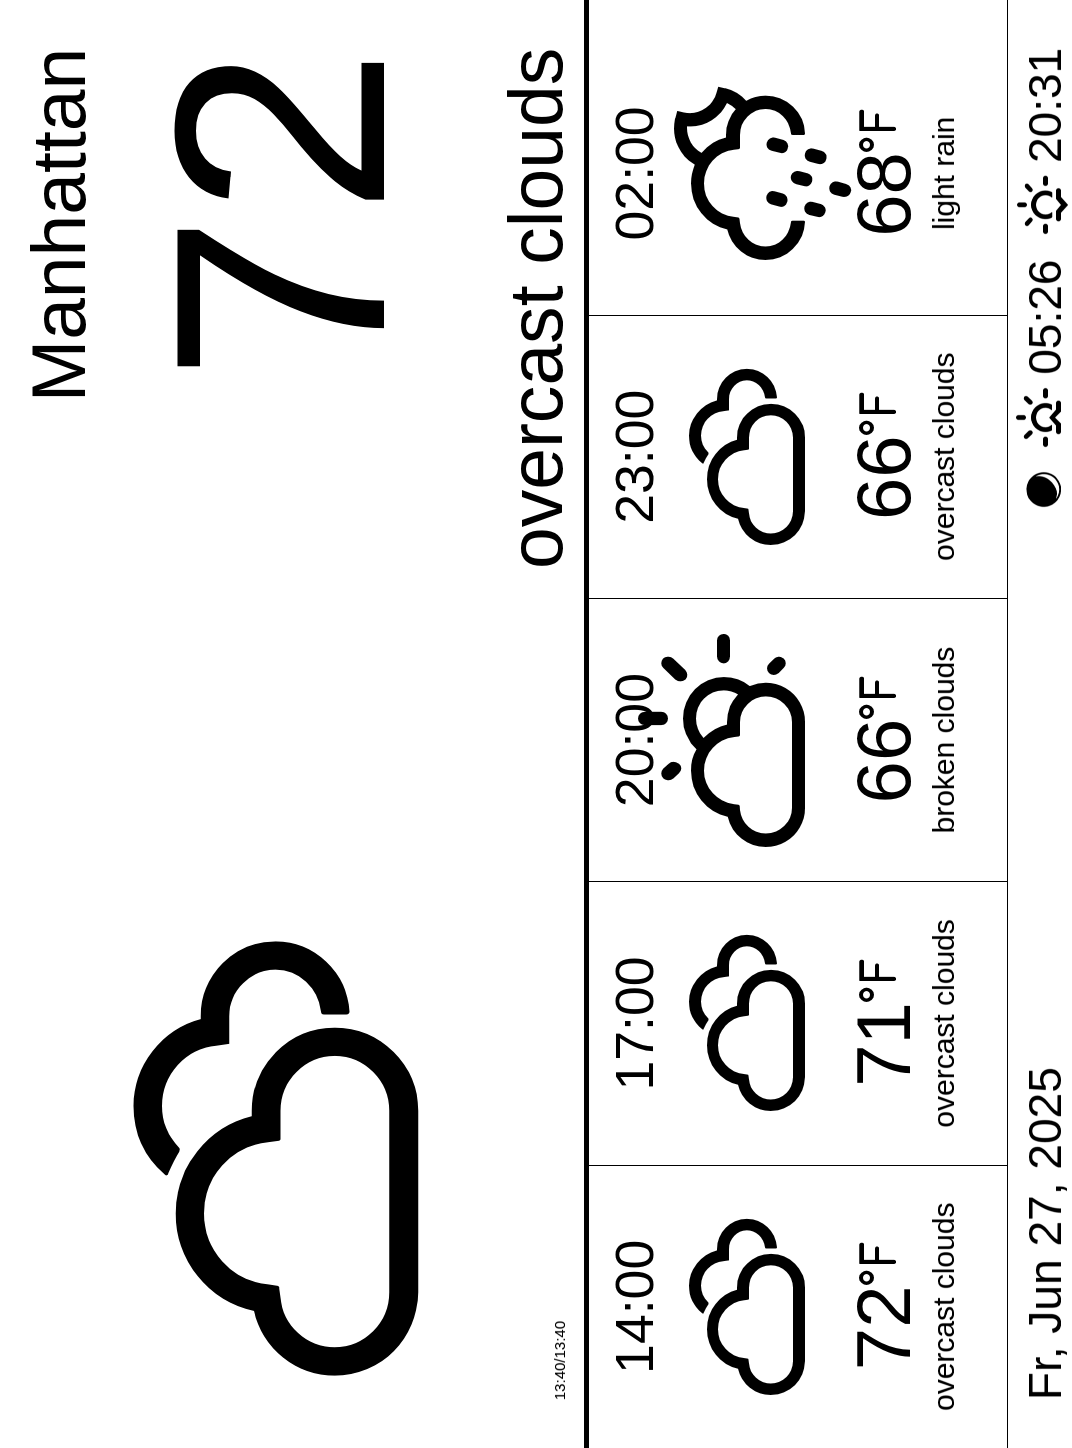 Manhattan
72
overcast clouds
13:40/13:40
14:00
72°F
overcast clouds
17:00
71°F
overcast clouds
20:00
66°F
broken clouds
23:00
66°F
overcast clouds
02:00
68°F
light rain
Fr, Jun 27, 2025
05:26 20:31